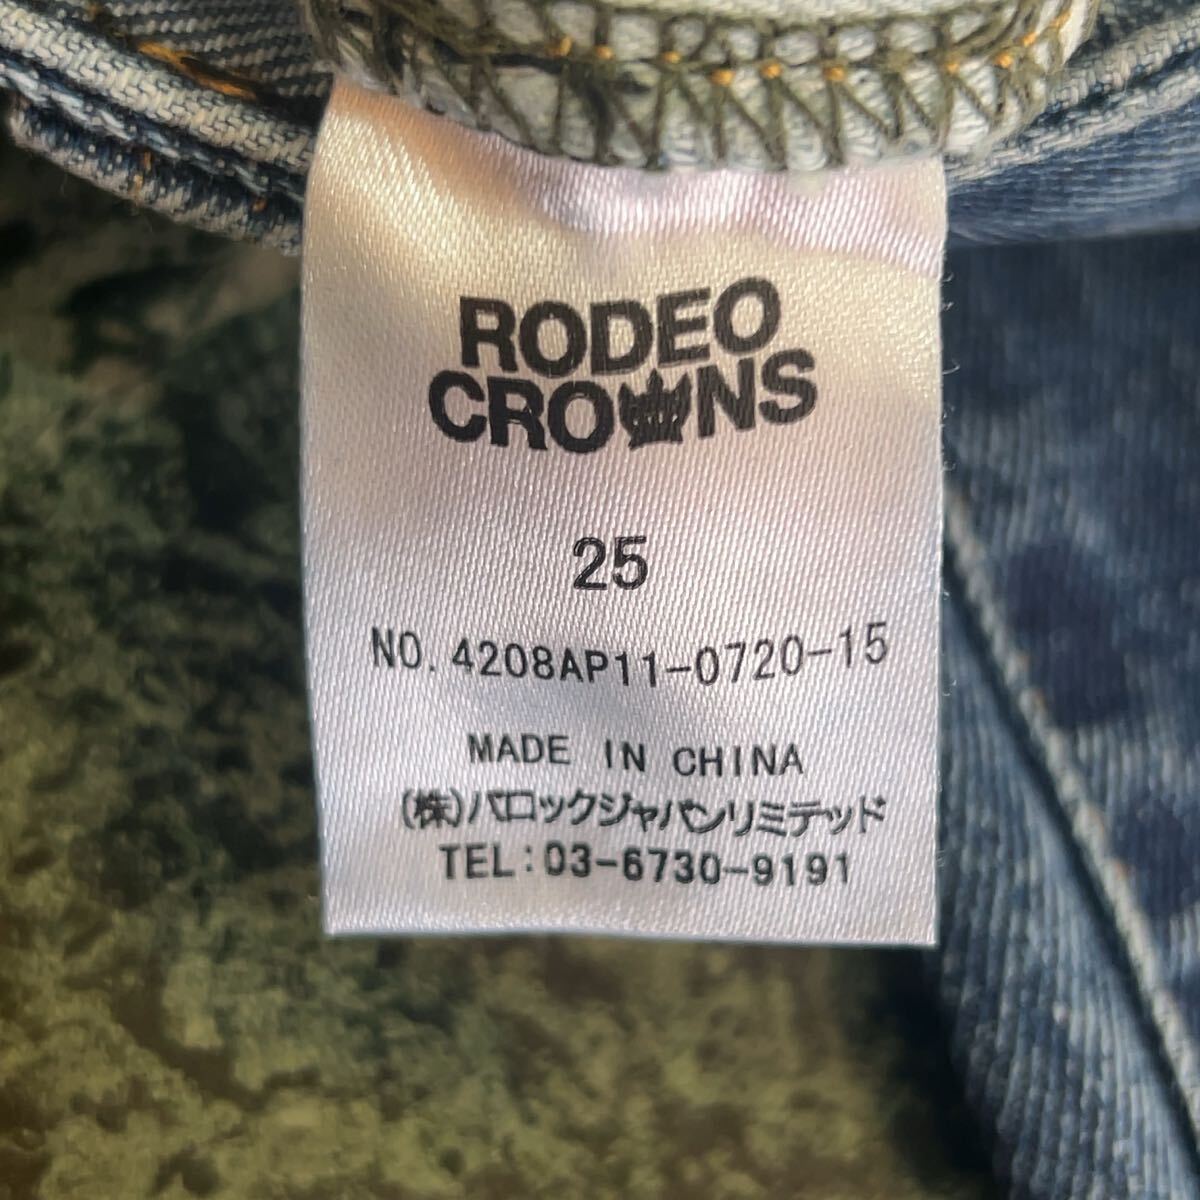 RODEO
CROWNS
25
NO. 4208AP11-0720-15
MADE IN CHINA
(株)バロックジャパンリミテッド
TEL:03-6730-9191